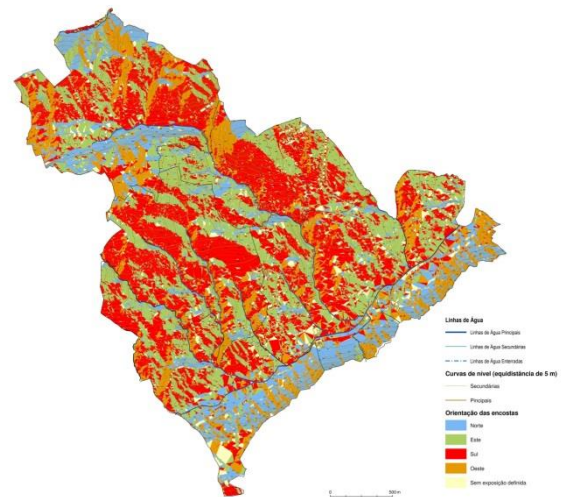 Linhas de Água
Linhas de Água Principais
Linhas de Água Secundárias
Linhas de Água Enterradas
Curvas de nível (equidistância de 5 m)
Secundárias
Principais
Orientação das encostas
Norte
Este
Sul
Oeste
Sem exposição definida
0 500 m